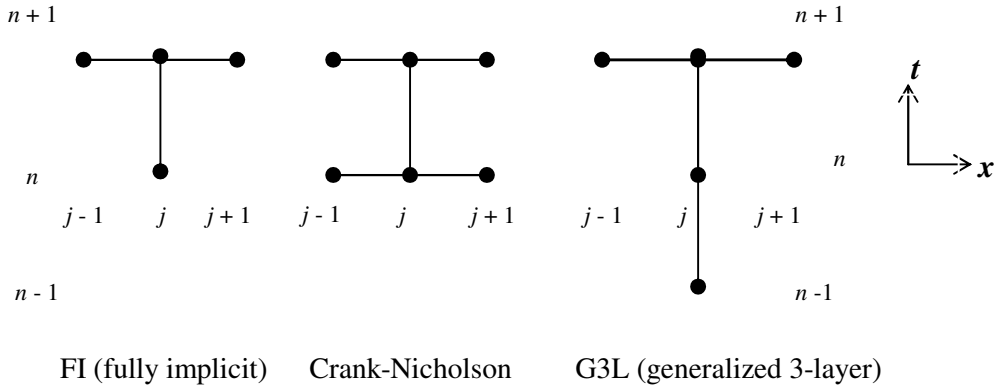 n + 1 n + 1
t
n n x
j - 1 j j + 1 j - 1 j j + 1 j - 1 j j + 1
n - 1 n -1
FI (fully implicit) Crank-Nicholson G3L (generalized 3-layer)